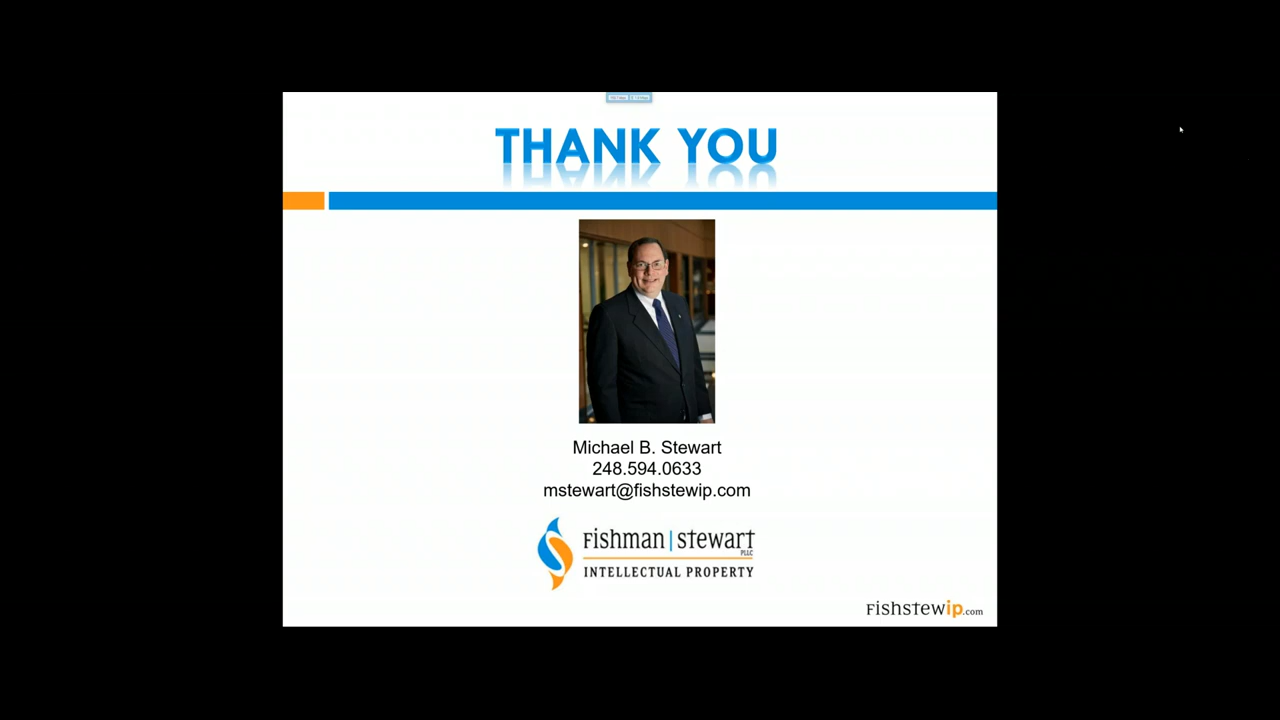 THANK YOU
Michael B. Stewart
248.594.0633
mstewart@fishstewip.com
Fishman | Stewart
PLLC
INTELLECTUAL PROPERTY
Fishstewip.com